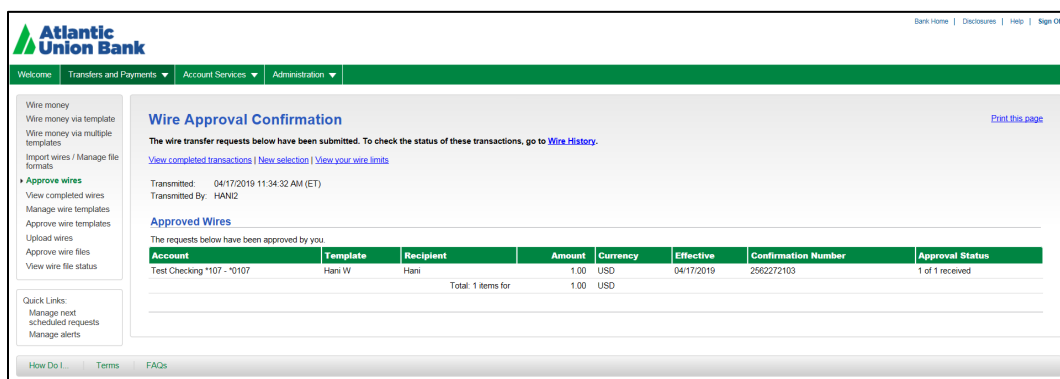 Atlantic
Union Bank
Bank Home | Disclosures | Help | Sign
Welcome Transfers and Payments Account Services Administration
Wire money
Wire money via template
Wire money via multiple
templates
Import wires / Manage file
formats
Approve wires
View completed wires
Manage wire templates
Approve wire templates
Upload wires
Approve wire files
View wire file status
Quick Links:
Manage next
scheduled requests
Manage alerts
Wire Approval Confirmation
Print this page
The wire transfer requests below have been submitted. To check the status of these transactions, go to Wire History.
View completed transactions | New selection | View your wire limits
Transmitted: 04/17/2019 11:34:32 AM (ET)
Transmitted By: HANI2
Approved Wires
The requests below have been approved by you.
Account Template Recipient Amount Currency Effective Confirmation Number Approval Status
Test Checking *107 - *0107 Hani W Hani 1.00 USD 04/17/2019 2562272103 1 of 1 received
Total: 1 items for 1.00 USD
How Do I... Terms FAQs